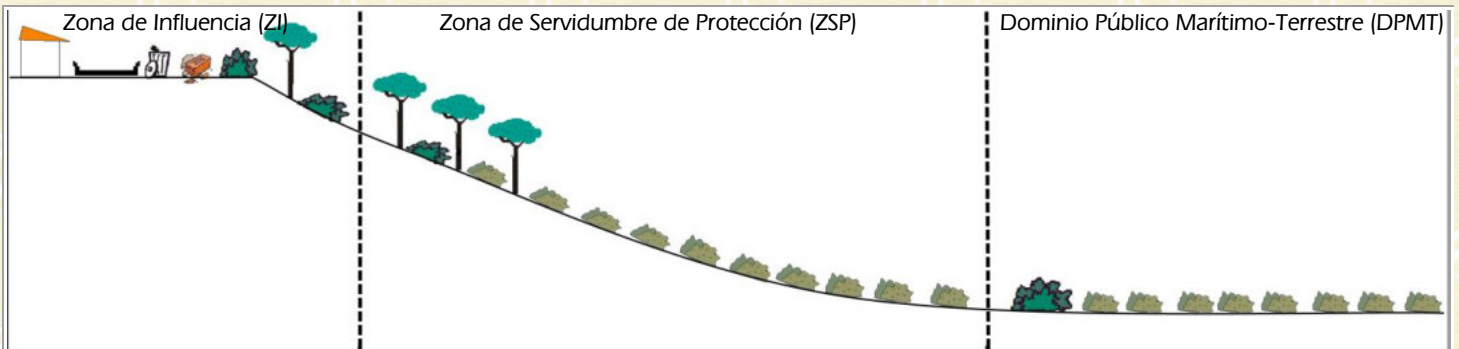 Zona de Influencia (ZI)
Zona de Servidumbre de Protección (ZSP)
Dominio Público Marítimo-Terrestre (DPMT)